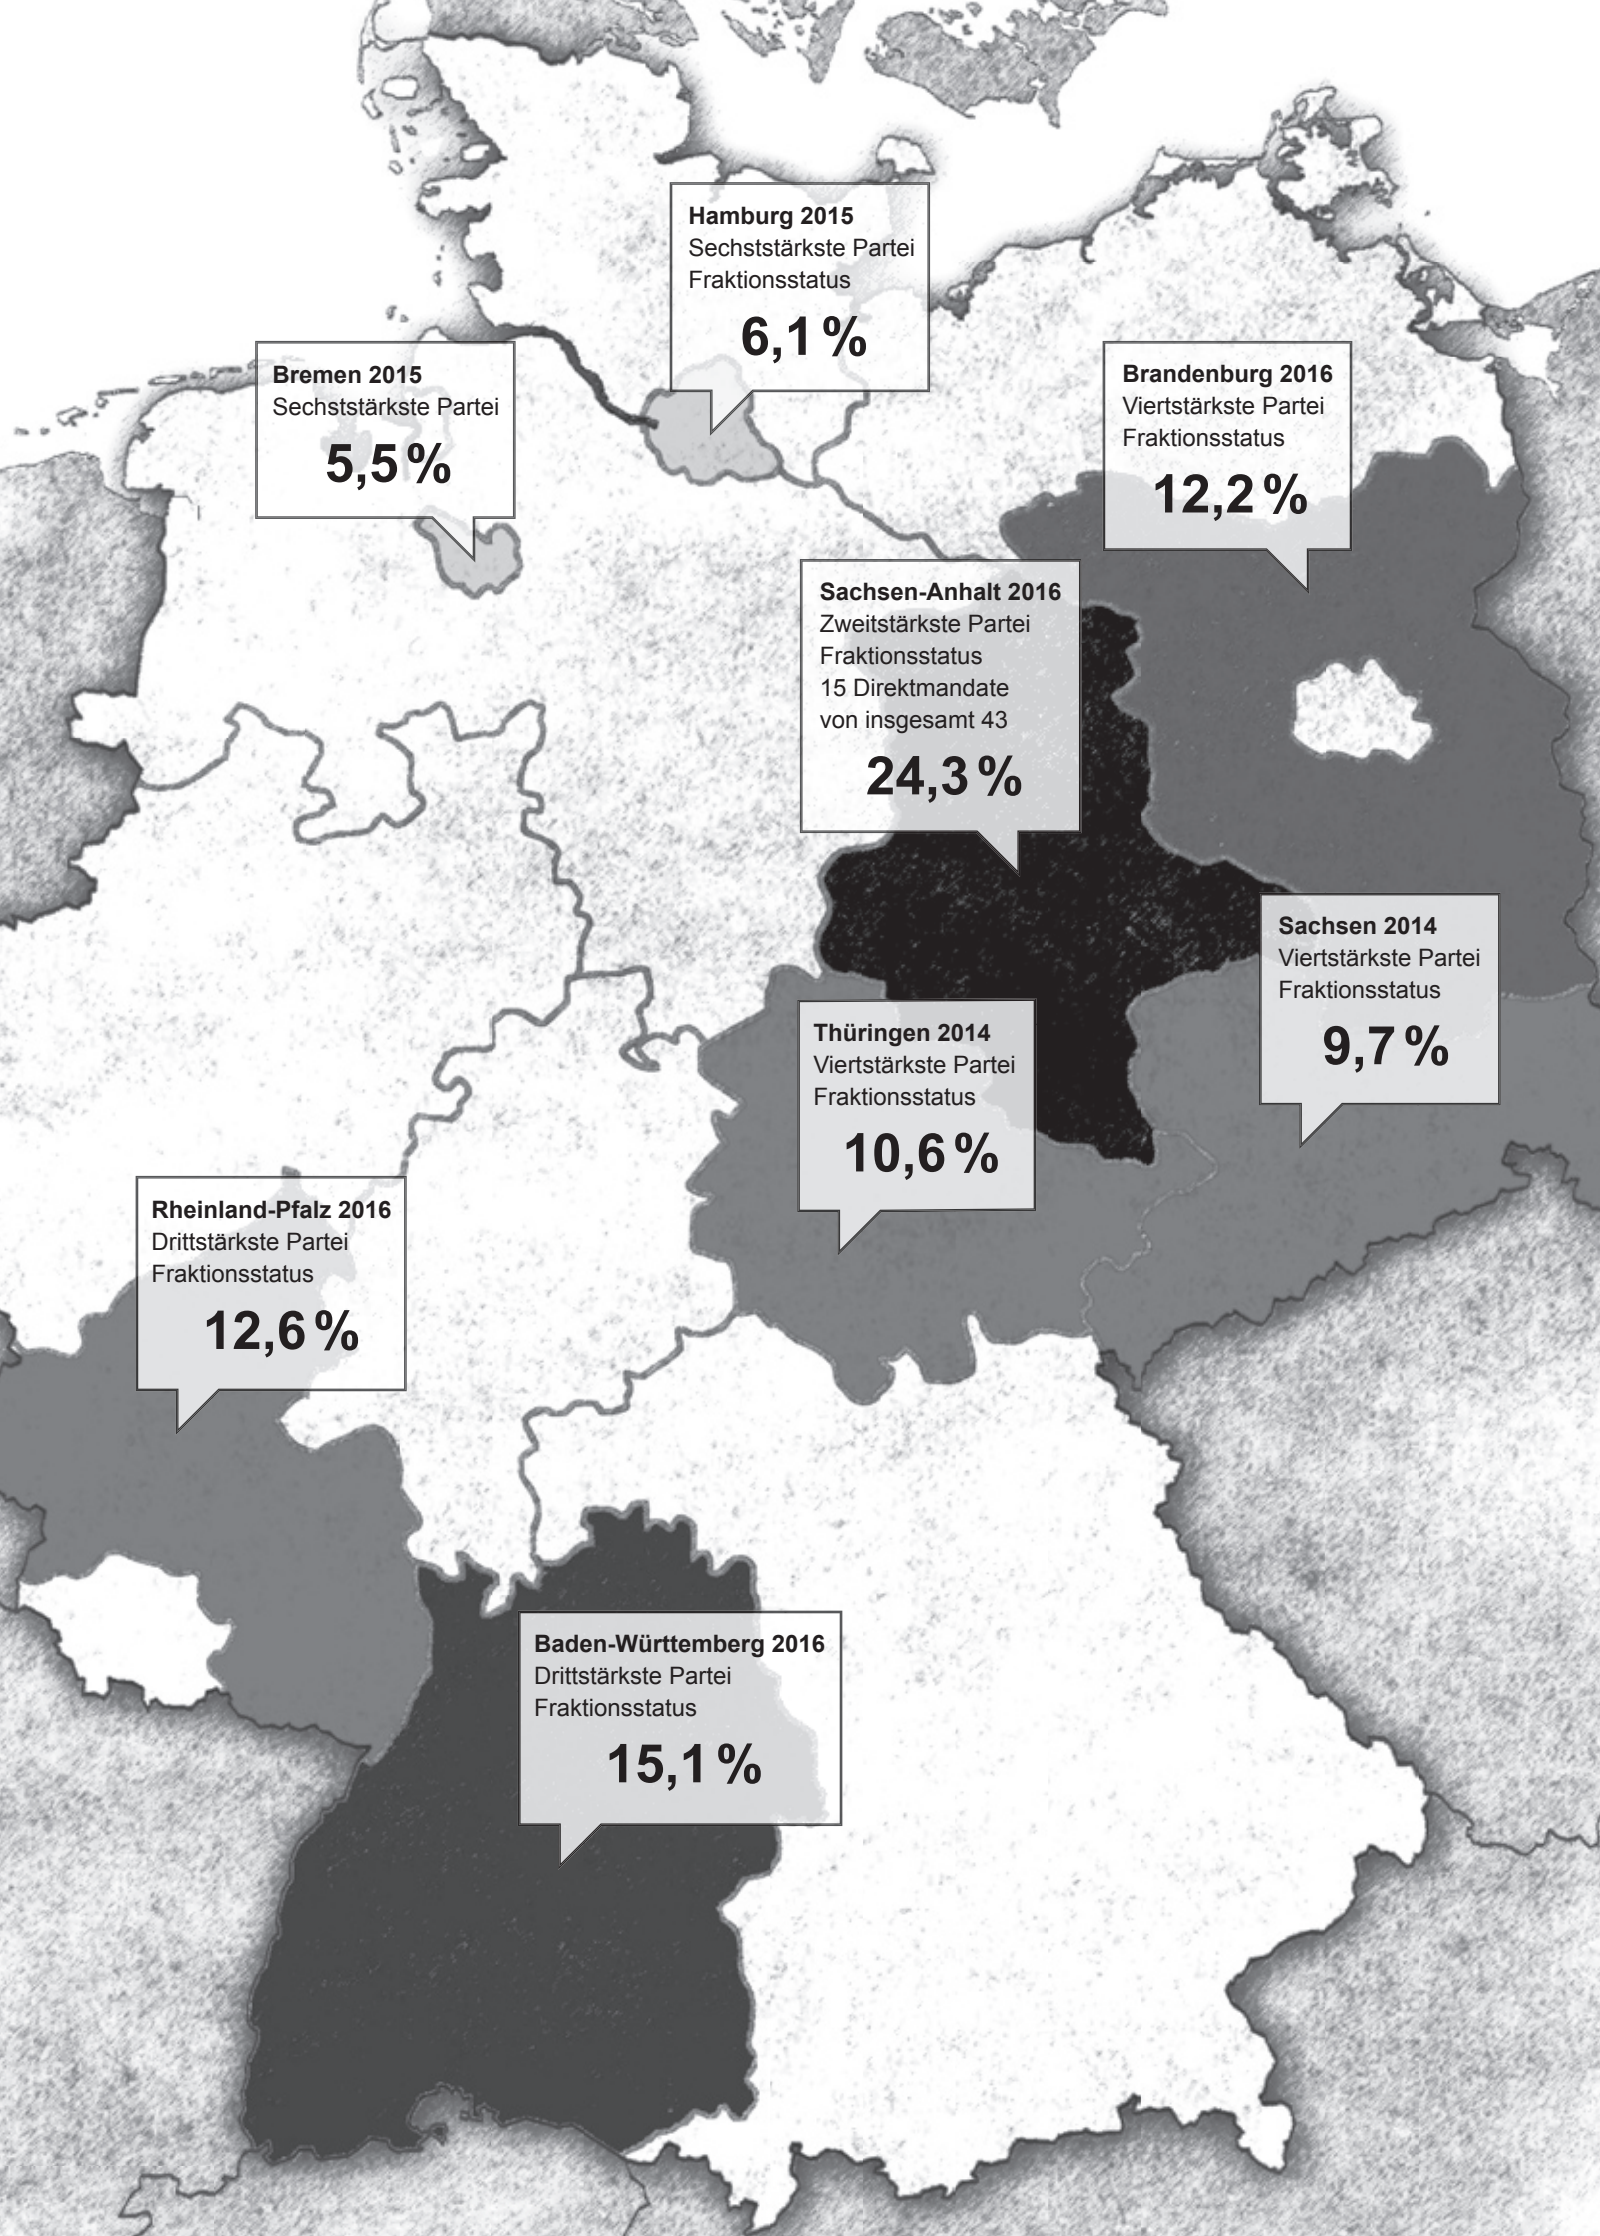 Hamburg 2015
Sechststärkste Partei
Fraktionsstatus
6,1 %
Bremen 2015
Sechststärkste Partei
5,5 %
Brandenburg 2016
Viertstärkste Partei
Fraktionsstatus
12,2 %
Sachsen-Anhalt 2016
Zweitstärkste Partei
Fraktionsstatus
15 Direktmandate
von insgesamt 43
24,3 %
Sachsen 2014
Viertstärkste Partei
Fraktionsstatus
9,7 %
Thüringen 2014
Viertstärkste Partei
Fraktionsstatus
10,6 %
Rheinland-Pfalz 2016
Drittstärkste Partei
Fraktionsstatus
12,6 %
Baden-Württemberg 2016
Drittstärkste Partei
Fraktionsstatus
15,1 %